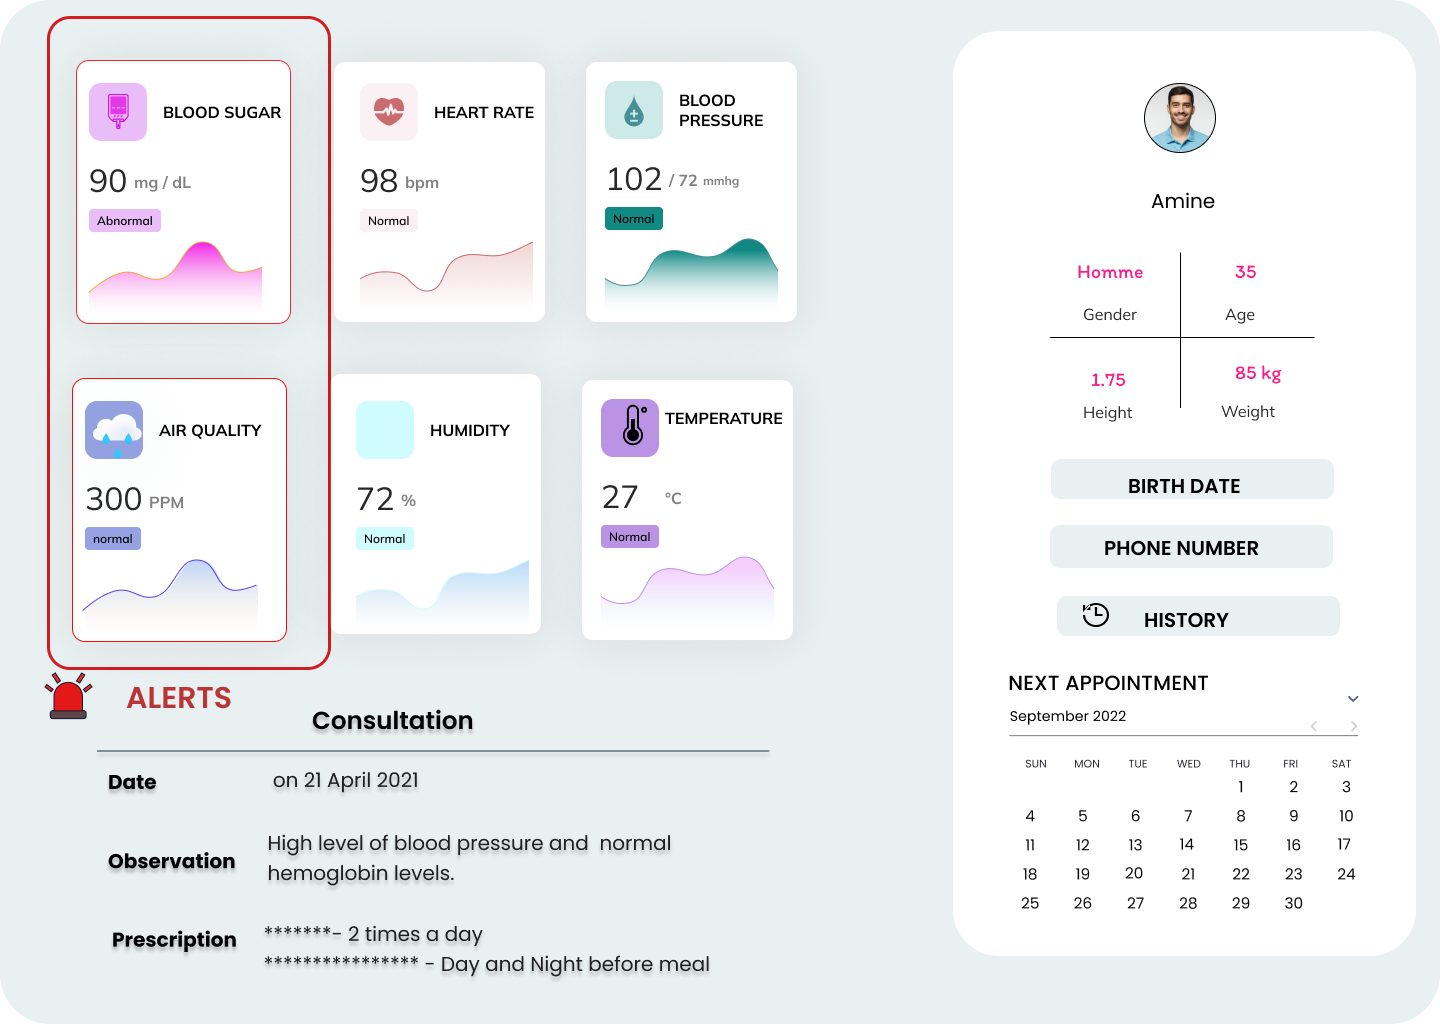 BLOOD SUGAR
90 mg / dL
Abnormal
HEART RATE
98 bpm
Normal
BLOOD
PRESSURE
102 / 72 mmhg
Normal
AIR QUALITY
300 PPM
normal
HUMIDITY
72 %
Normal
TEMPERATURE
27 °C
Normal
ALERTS
Consultation
Date
on 21 April 2021
Observation
High level of blood pressure and normal
hemoglobin levels.
Prescription
*******- 2 times a day
**************** - Day and Night before meal
Amine
Homme
Gender
35
Age
1.75
Height
85 kg
Weight
BIRTH DATE
PHONE NUMBER
HISTORY
NEXT APPOINTMENT
September 2022
SUN MON TUE WED THU FRI SAT
1 2 3
4 5 6 7 8 9 10
11 12 13 14 15 16 17
18 19 20 21 22 23 24
25 26 27 28 29 30